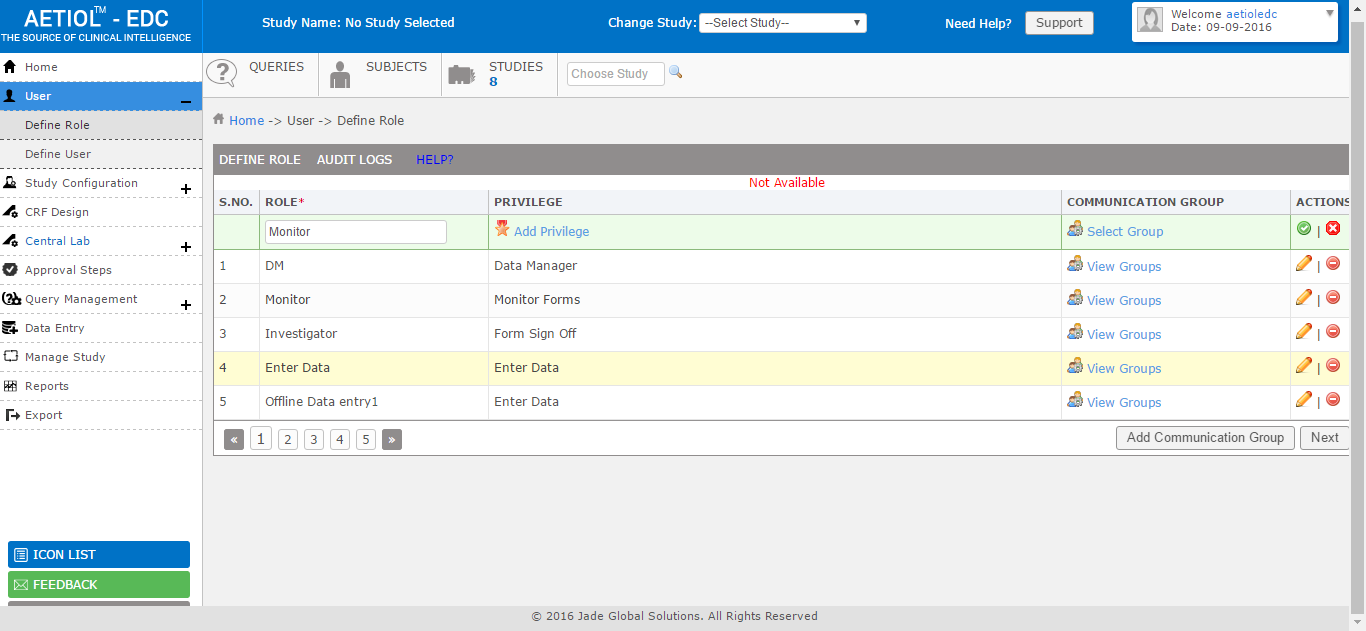 AETIOL™ - EDC
THE SOURCE OF CLINICAL INTELLIGENCE
Study Name: No Study Selected
Change Study: --Select Study--
Need Help? Support
Welcome aetioledc
Date: 09-09-2016
Home
User
Define Role
Define User
Study Configuration
CRF Design
Central Lab
Approval Steps
Query Management
Data Entry
Manage Study
Reports
Export
ICON LIST
FEEDBACK
QUERIES
SUBJECTS
STUDIES
8
Choose Study
Home -> User -> Define Role
DEFINE ROLE AUDIT LOGS HELP?
Not Available
S.NO. ROLE* PRIVILEGE COMMUNICATION GROUP ACTIONS
Monitor Add Privilege Select Group |
1 DM Data Manager View Groups |
2 Monitor Monitor Forms View Groups |
3 Investigator Form Sign Off View Groups |
4 Enter Data Enter Data View Groups |
5 Offline Data entry1 Enter Data View Groups |
« 1 2 3 4 5 » Add Communication Group Next
© 2016 Jade Global Solutions. All Rights Reserved